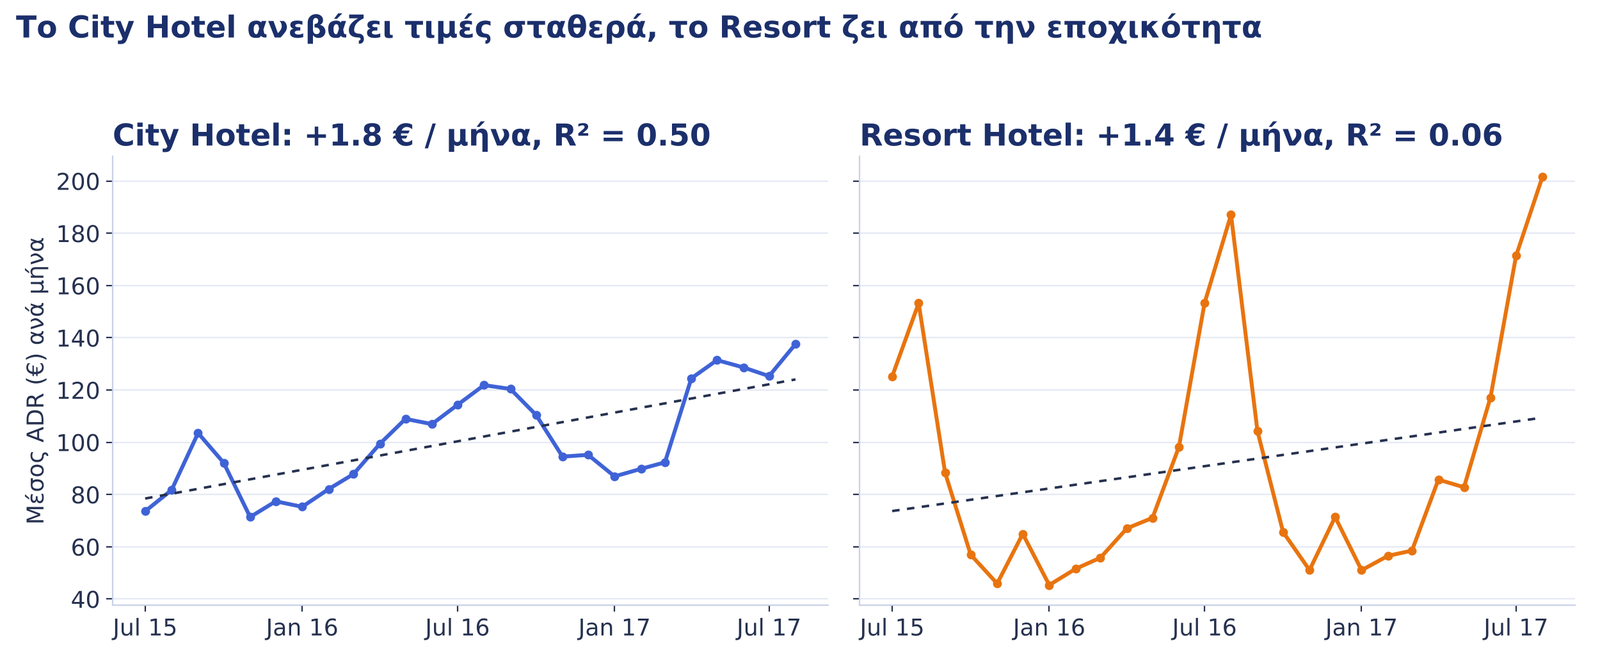 Το City Hotel ανεβάζει τιμές σταθερά, το Resort ζει από την εποχικότητα
City Hotel: +1.8 € / μήνα, R² = 0.50
Resort Hotel: +1.4 € / μήνα, R² = 0.06
Μέσος ADR (€) ανά μήνα
200
180
160
140
120
100
80
60
40
Jul 15 Jan 16 Jul 16 Jan 17 Jul 17
Jul 15 Jan 16 Jul 16 Jan 17 Jul 17